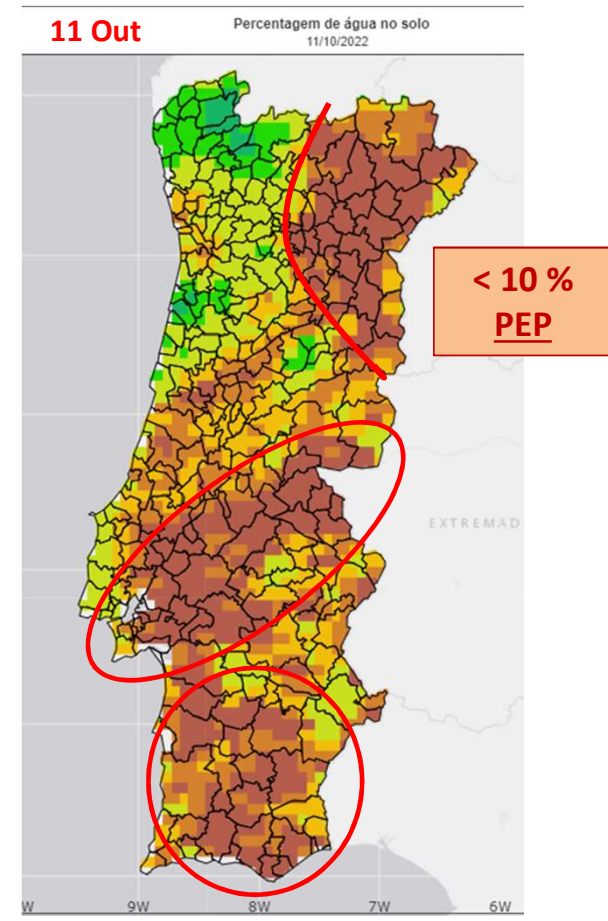 11 Out
Percentagem de água no solo
11/10/2022
< 10 %
PEP
EXTREMAD
W
9W
8W
7W
6W